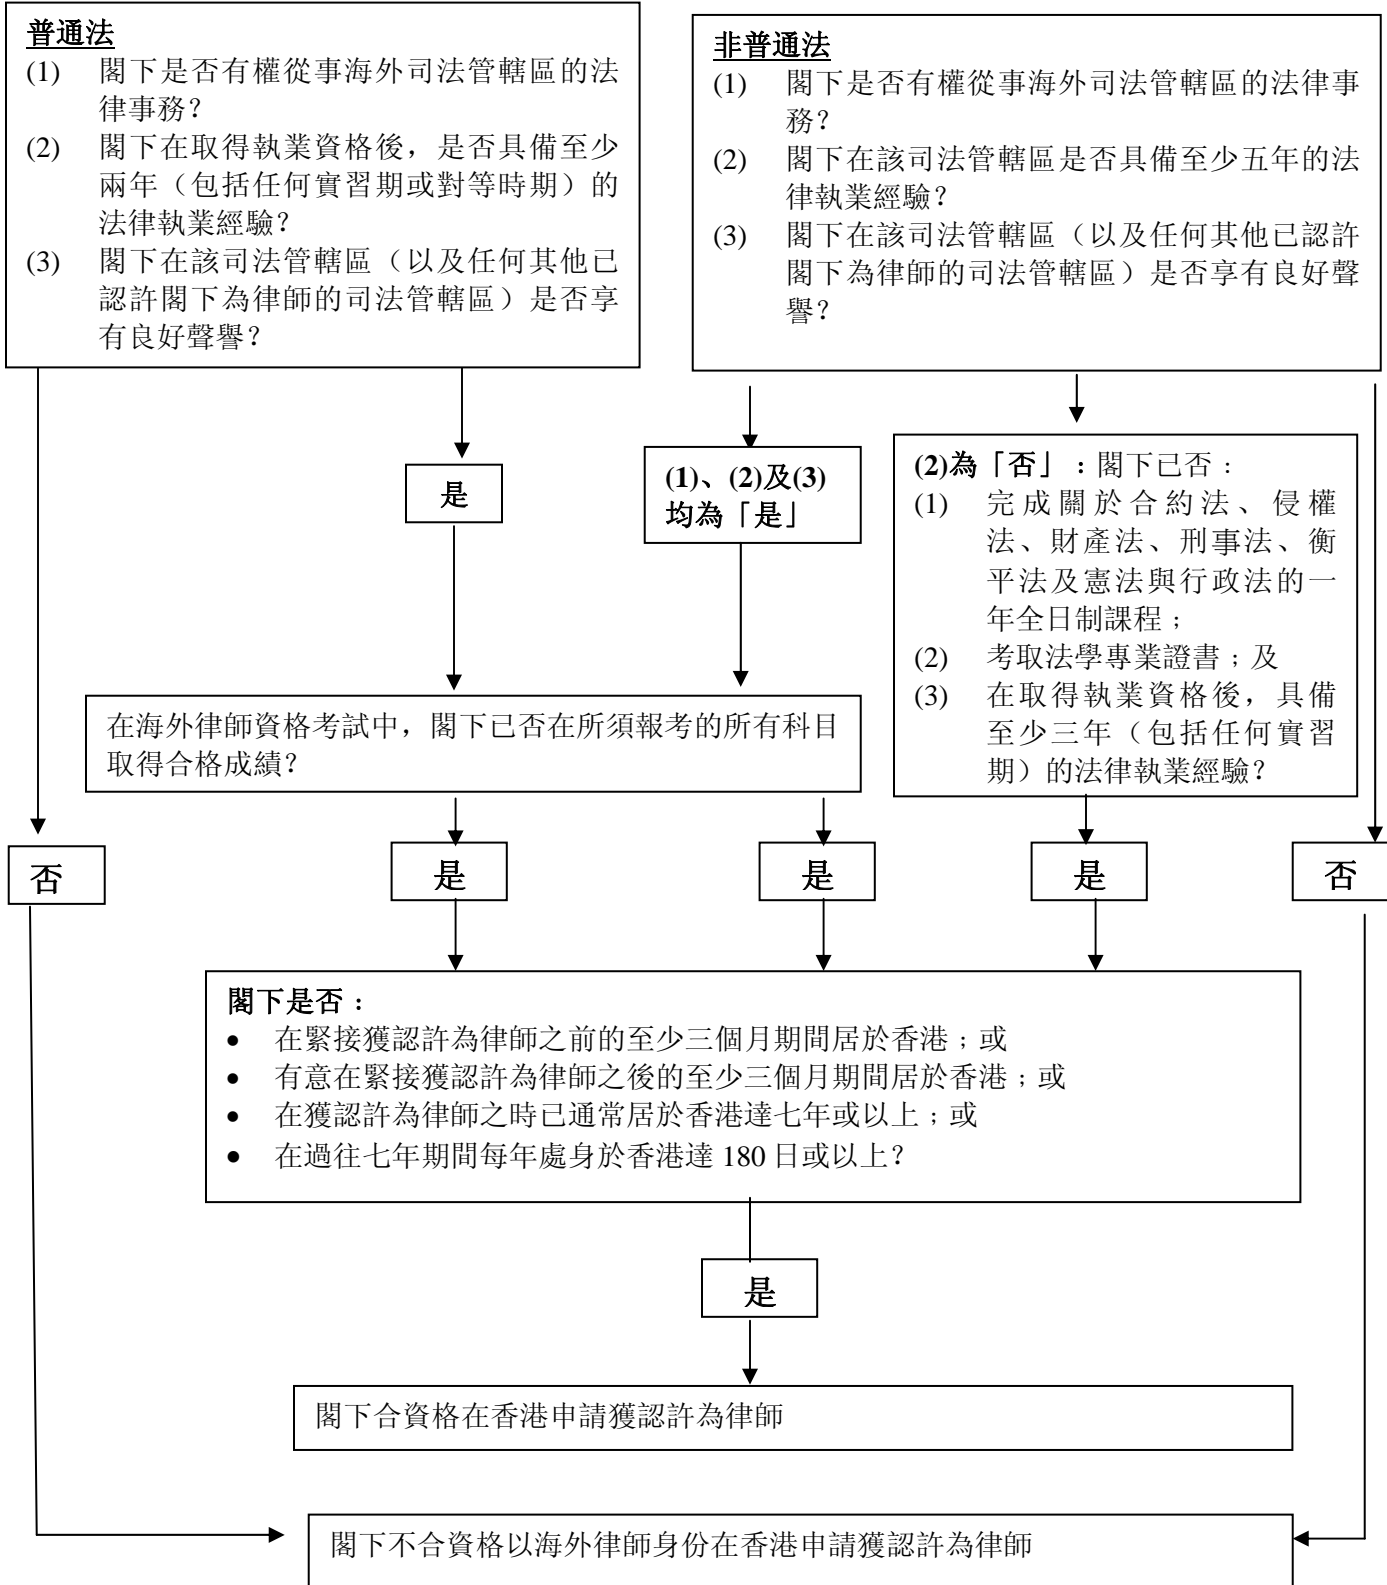 普通法
(1) 閣下是否有權從事海外司法管轄區的法
律事務？
(2) 閣下在取得執業資格後，是否具備至少
兩年（包括任何實習期或對等時期）的
法律執業經驗？
(3) 閣下在該司法管轄區（以及任何其他已
認許閣下為律師的司法管轄區）是否享
有良好聲譽？
非普通法
(1) 閣下是否有權從事海外司法管轄區的法律事
務？
(2) 閣下在該司法管轄區是否具備至少五年的法
律執業經驗？
(3) 閣下在該司法管轄區（以及任何其他已認許
閣下為律師的司法管轄區）是否享有良好聲
譽？
是
(1)、(2)及(3)
均為「是」
(2)為「否」：閣下已否：
(1) 完成關於合約法、侵權
法、財產法、刑事法、衡
平法及憲法與行政法的一
年全日制課程；
(2) 考取法學專業證書；及
(3) 在取得執業資格後，具備
至少三年（包括任何實習
期）的法律執業經驗？
在海外律師資格考試中，閣下已否在所須報考的所有科目
取得合格成績？
否
是
是
是
否
閣下是否：
● 在緊接獲認許為律師之前的至少三個月期間居於香港；或
● 有意在緊接獲認許為律師之後的至少三個月期間居於香港；或
● 在獲認許為律師之時已通常居於香港達七年或以上；或
● 在過往七年期間每年處身於香港達 180 日或以上？
是
閣下合資格在香港申請獲認許為律師
閣下不合資格以海外律師身份在香港申請獲認許為律師